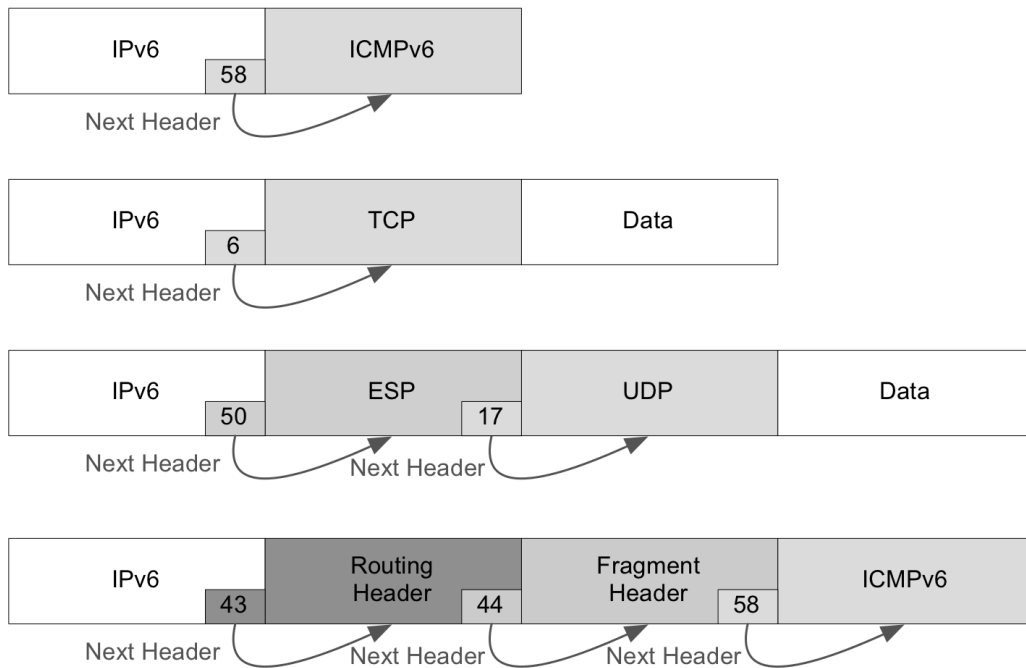 IPv6
58
ICMPv6
Next Header
IPv6
6
TCP
Data
Next Header
IPv6
50
ESP
17
UDP
Data
Next Header
Next Header
IPv6
43
Routing
Header
44
Fragment
Header
58
ICMPv6
Next Header
Next Header
Next Header